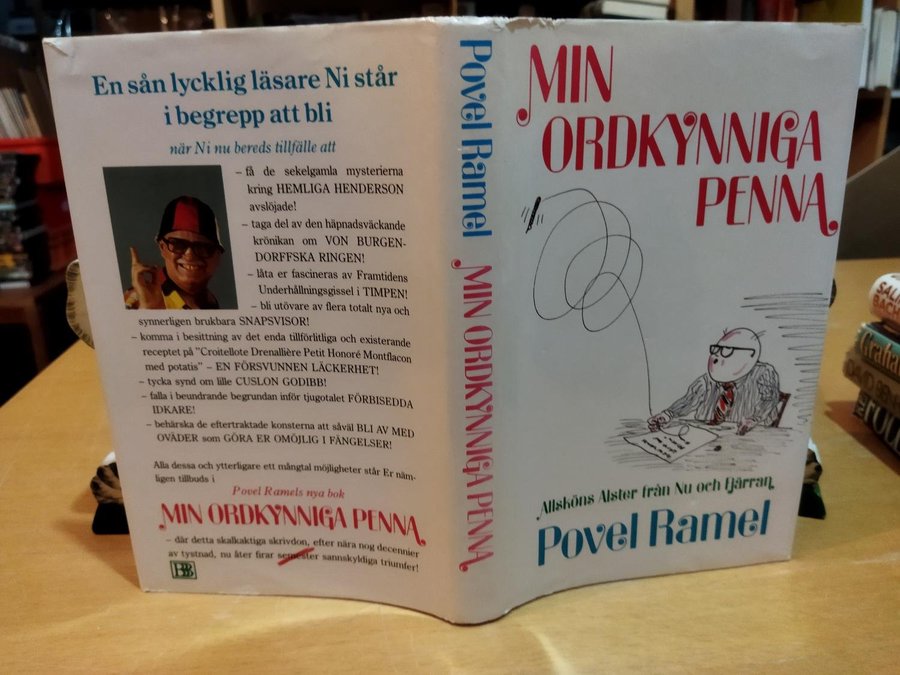 En sån lycklig läsare Ni står
i begrepp att bli
när Ni nu bereds tillfälle att
– få de sekelgamla mysterierna
kring HEMLIGA HENDERSON
avslöjade!
– taga del av den häpnadsväckande
krönikan om VON BURGEN-
DORFFSKA RINGEN!
– låta er fascineras av Framtidens
Underhållningsgissel i TIMPEN!
– bli utövare av flera totalt nya och
synnerligen brukbara SNAPSVISOR!
– komma i besittning av det enda tillförlitliga och existerande
receptet på "Croitellote Drenallière Petit Honoré Montflacon
med potatis" – EN FÖRSVUNNEN LÄCKERHET!
– tycka synd om lille CUSLON GODIBB!
– falla i beundrande begrundan inför tjugotalet FÖRBISEDDA
IDKARE!
– behärska de eftertraktade konsterna att såväl BLI AV MED
OVÄDER som GÖRA ER OMÖJLIG I FÄNGELSER!
Alla dessa och ytterligare ett mångtal möjligheter står Er näm-
ligen tillbuds i
Povel Ramels nya bok
MIN ORDKYNNIGA PENNA
– där detta skalkaktiga skrivdon, efter nära nog decennier
av tystnad, nu åter firar semester sannskyldiga triumfer!
BB
Povel Ramel MIN ORDKYNNIGA PENNA
MIN
ORDKYNNIGA
PENNA
Allsköns Alster från Nu och fjärran
Povel Ramel